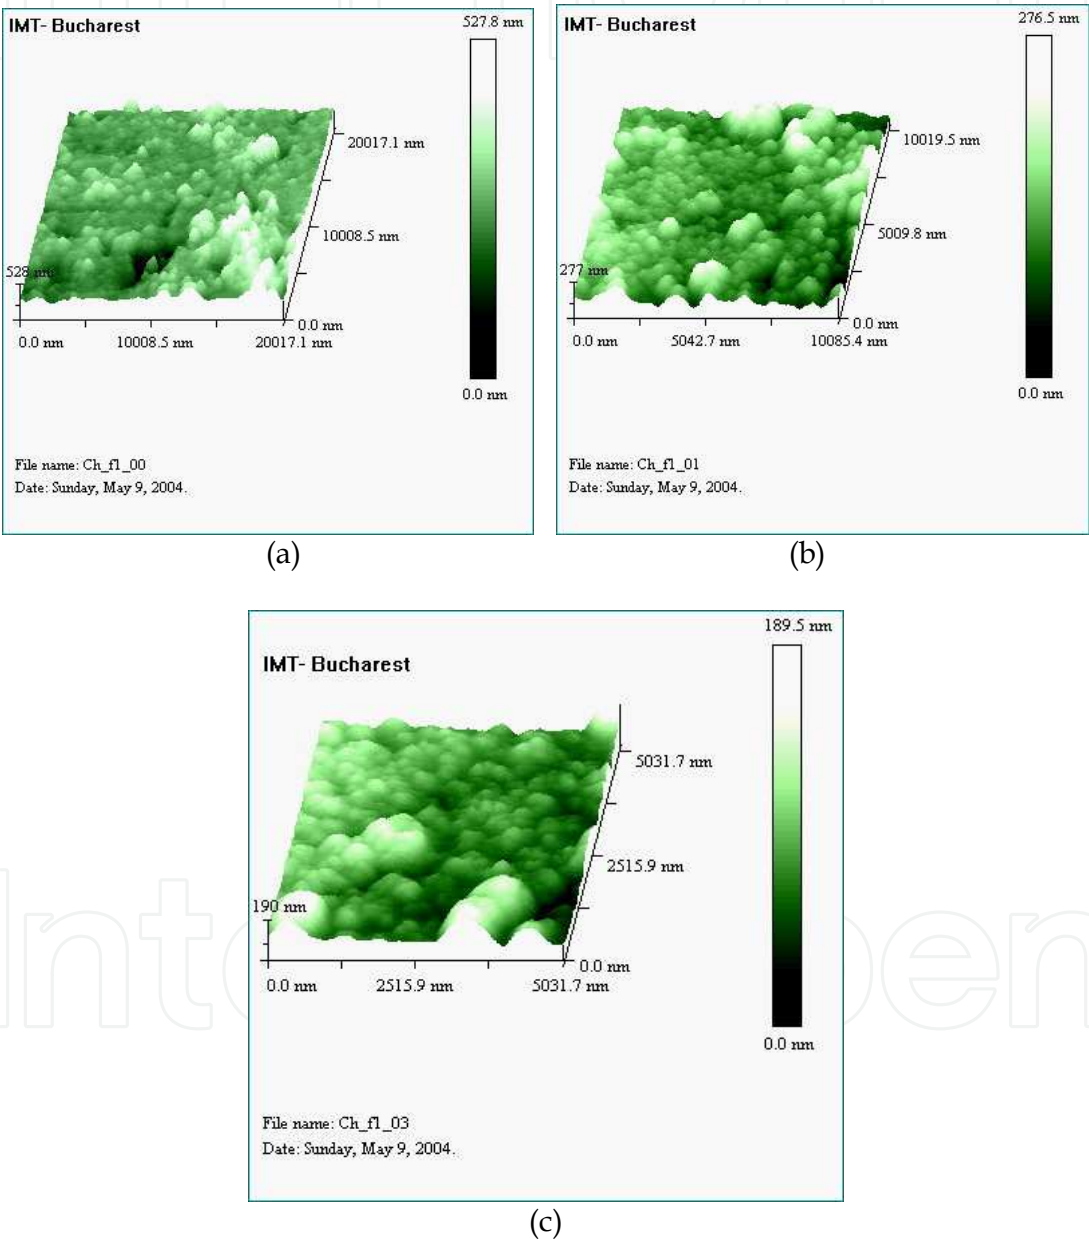 IMT- Bucharest
527.8 nm
20017.1 nm
10008.5 nm
528 nm
0.0 nm
0.0 nm
10008.5 nm
20017.1 nm
0.0 nm
File name: Ch_f1_00
Date: Sunday, May 9, 2004.
(a)
IMT- Bucharest
276.5 nm
10019.5 nm
5009.8 nm
277 nm
0.0 nm
0.0 nm
5042.7 nm
10085.4 nm
0.0 nm
File name: Ch_f1_01
Date: Sunday, May 9, 2004.
(b)
189.5 nm
IMT- Bucharest
5031.7 nm
2515.9 nm
190 nm
0.0 nm
0.0 nm
2515.9 nm
5031.7 nm
0.0 nm
File name: Ch_f1_03
Date: Sunday, May 9, 2004.
(c)